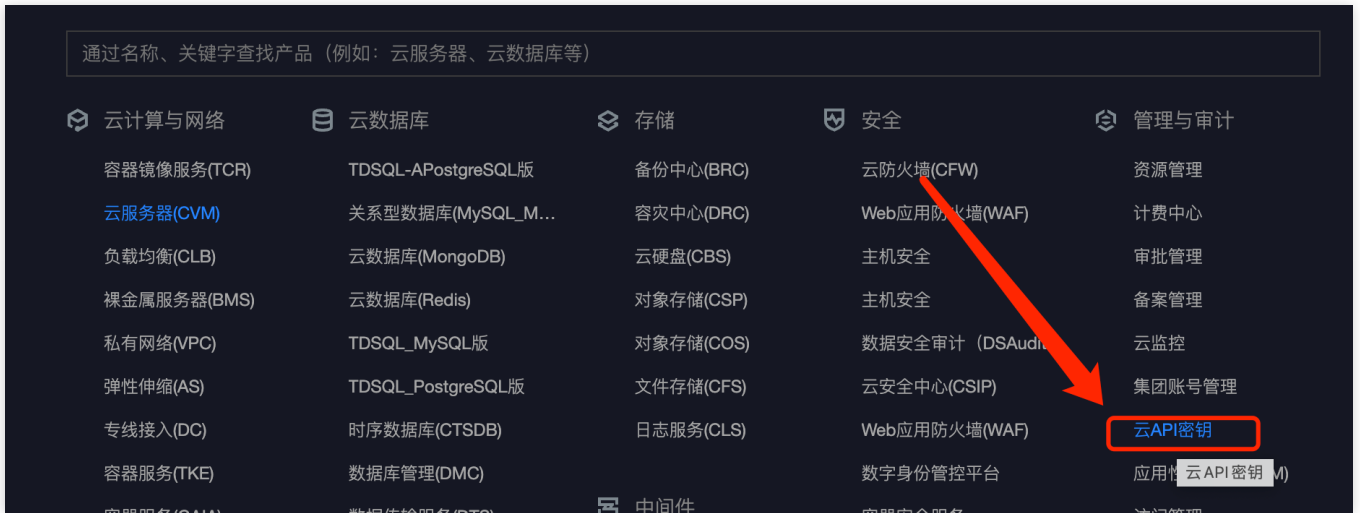 通过名称、关键字查找产品（例如：云服务器、云数据库等）
云计算与网络
容器镜像服务(TCR)
云服务器(CVM)
负载均衡(CLB)
裸金属服务器(BMS)
私有网络(VPC)
弹性伸缩(AS)
专线接入(DC)
容器服务(TKE)
云数据库
TDSQL-APostgreSQL版
关系型数据库(MySQL_M...
云数据库(MongoDB)
云数据库(Redis)
TDSQL_MySQL版
TDSQL_PostgreSQL版
时序数据库(CTSDB)
数据库管理(DMC)
存储
备份中心(BRC)
容灾中心(DRC)
云硬盘(CBS)
对象存储(CSP)
对象存储(COS)
文件存储(CFS)
日志服务(CLS)
中间件
安全
云防火墙(CFW)
Web应用防火墙(WAF)
主机安全
主机安全
数据安全审计（DSAudit
云安全中心(CSIP)
Web应用防火墙(WAF)
数字身份管控平台
管理与审计
资源管理
计费中心
审批管理
备案管理
云监控
集团账号管理
云API密钥
云API密钥